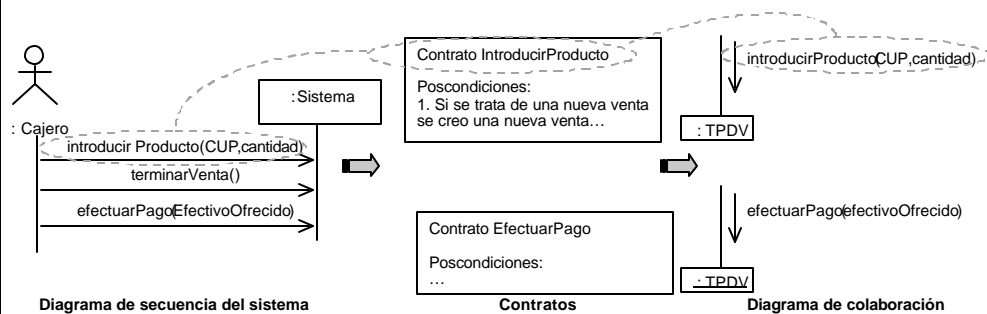 : Cajero
:Sistema
introducir Producto(CUP,cantidad)
terminarVenta()
efectuarPago(EfectivoOfrecido)
Diagrama de secuencia del sistema
Contrato IntroducirProducto
Poscondiciones:
1. Si se trata de una nueva venta
se creo una nueva venta…
Contrato EfectuarPago
Poscondiciones:
…
Contratos
introducirProducto(CUP,cantidad)
: TPDV
efectuarPago(efectivoOfrecido)
: TPDV
Diagrama de colaboración